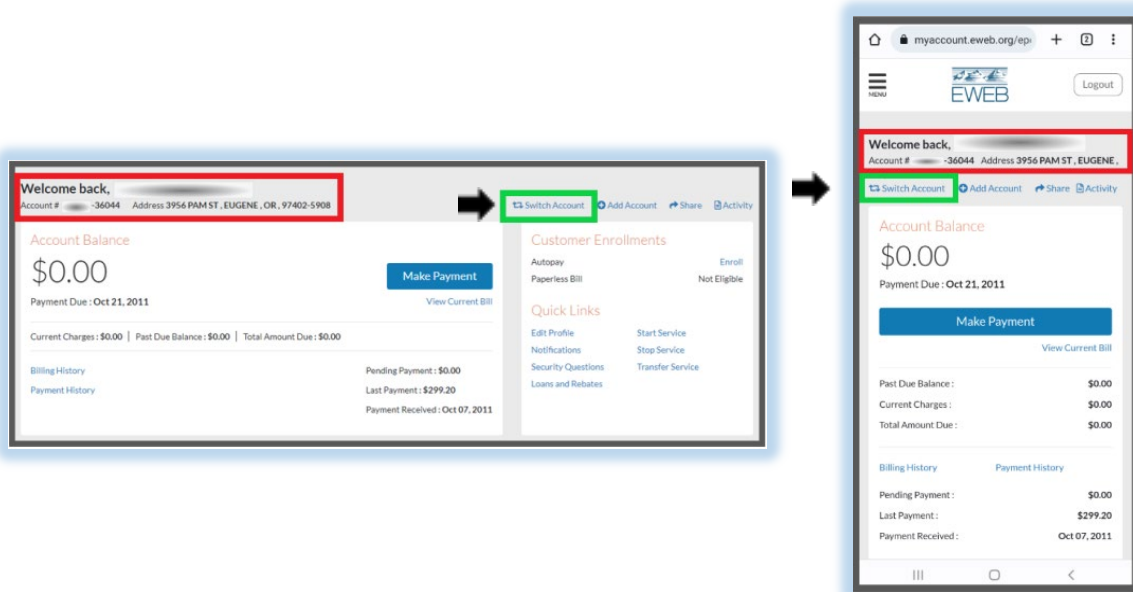 Welcome back,
Account # -36044 Address 3956 PAM ST , EUGENE , OR , 97402-5908
Switch Account Add Account Share Activity
Account Balance
$0.00
Make Payment
Payment Due : Oct 21, 2011
View Current Bill
Current Charges : $0.00 | Past Due Balance : $0.00 | Total Amount Due : $0.00
Billing History
Payment History
Pending Payment : $0.00
Last Payment : $299.20
Payment Received : Oct 07, 2011
Customer Enrollments
Autopay Enroll
Paperless Bill Not Eligible
Quick Links
Edit Profile Start Service
Notifications Stop Service
Security Questions Transfer Service
Loans and Rebates
myaccount.eweb.org/ep 2
MENU
EWEB
Logout
Welcome back,
Account # -36044 Address 3956 PAM ST , EUGENE ,
Switch Account Add Account Share Activity
Account Balance
$0.00
Payment Due : Oct 21, 2011
Make Payment
View Current Bill
Past Due Balance : $0.00
Current Charges : $0.00
Total Amount Due : $0.00
Billing History Payment History
Pending Payment : $0.00
Last Payment : $299.20
Payment Received : Oct 07, 2011